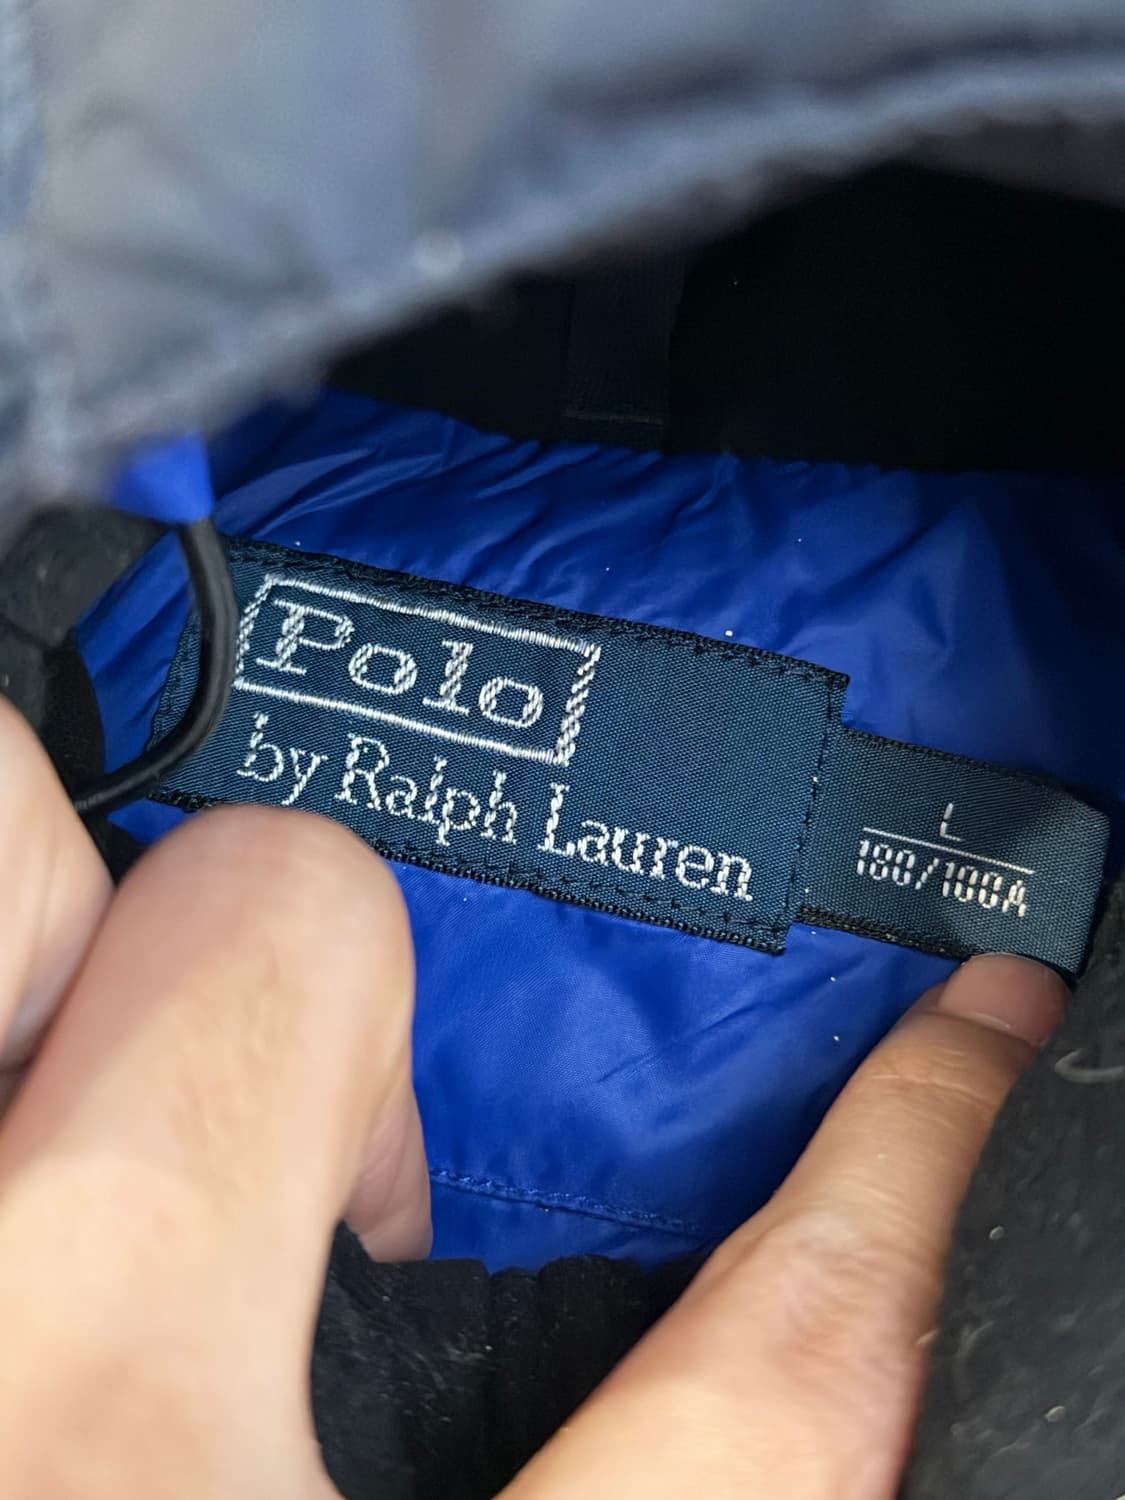 Polo
by Ralph Lauren
L
180/100A